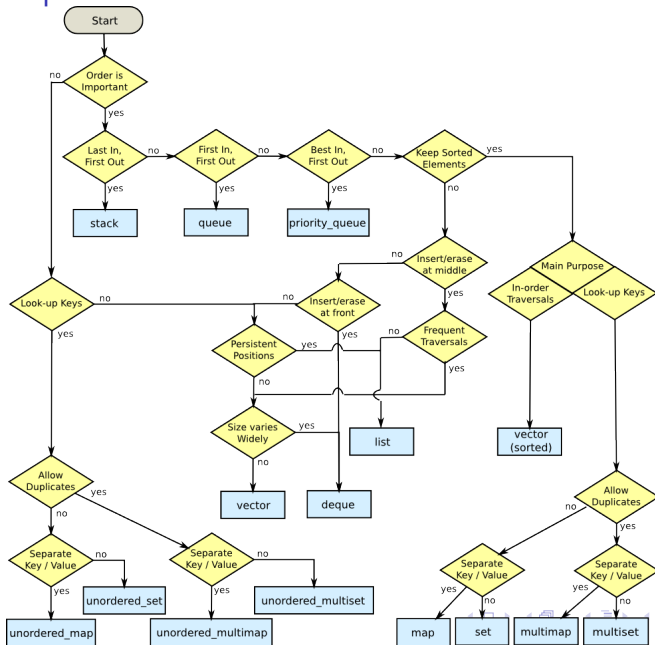 Start
Order is
Important
no
yes
Last In,
First Out
no
First In,
First Out
no
Best In,
First Out
no
Keep Sorted
Elements
yes
yes
yes
yes
no
stack
queue
priority_queue
no
Insert/erase
at middle
Main Purpose
In-order
Traversals
Look-up Keys
Look-up Keys
no
no
Insert/erase
at front
yes
yes
yes
Persistent
Positions
yes
no
Frequent
Traversals
no
yes
Size varies
Widely
yes
no
list
vector
(sorted)
vector
deque
Allow
Duplicates
yes
no
Allow
Duplicates
no
yes
Separate
Key / Value
no
yes
Separate
Key / Value
no
yes
Separate
Key / Value
yes
no
Separate
Key / Value
yes
no
unordered_set
unordered_multiset
unordered_map
unordered_multimap
map
set
multimap
multiset